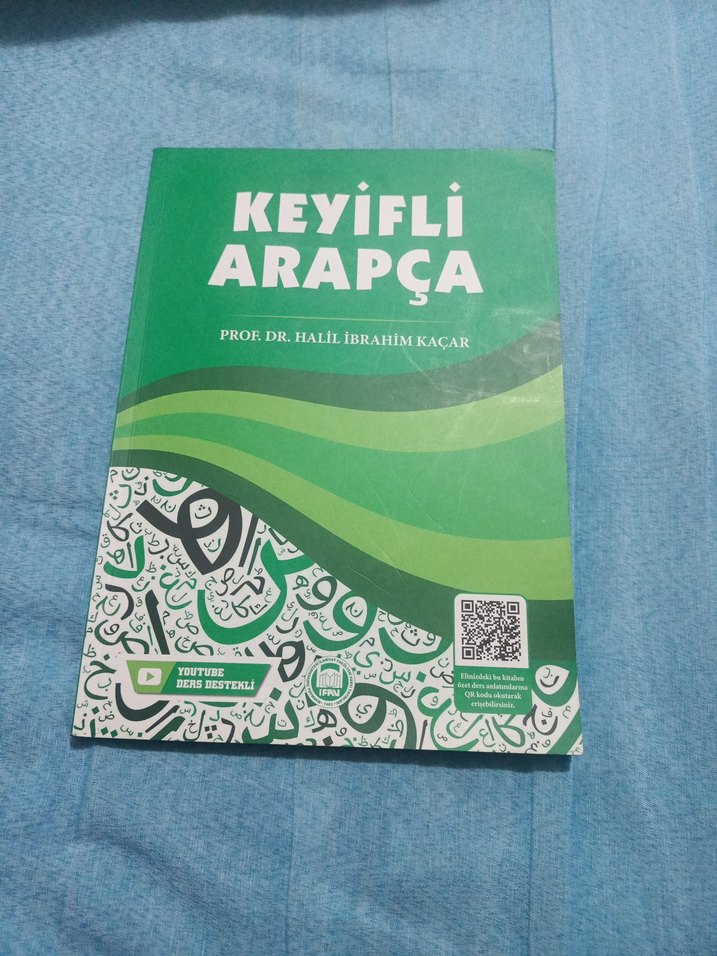 KEYİFLİ
ARAPÇA
PROF. DR. HALİL İBRAHİM KAÇAR
YOUTUBE
DERS DESTEKLİ
İFAV
Elinizdeki bu kitabın
özet ders anlatımlarına
QR kodu okutarak
erişebilirsiniz.